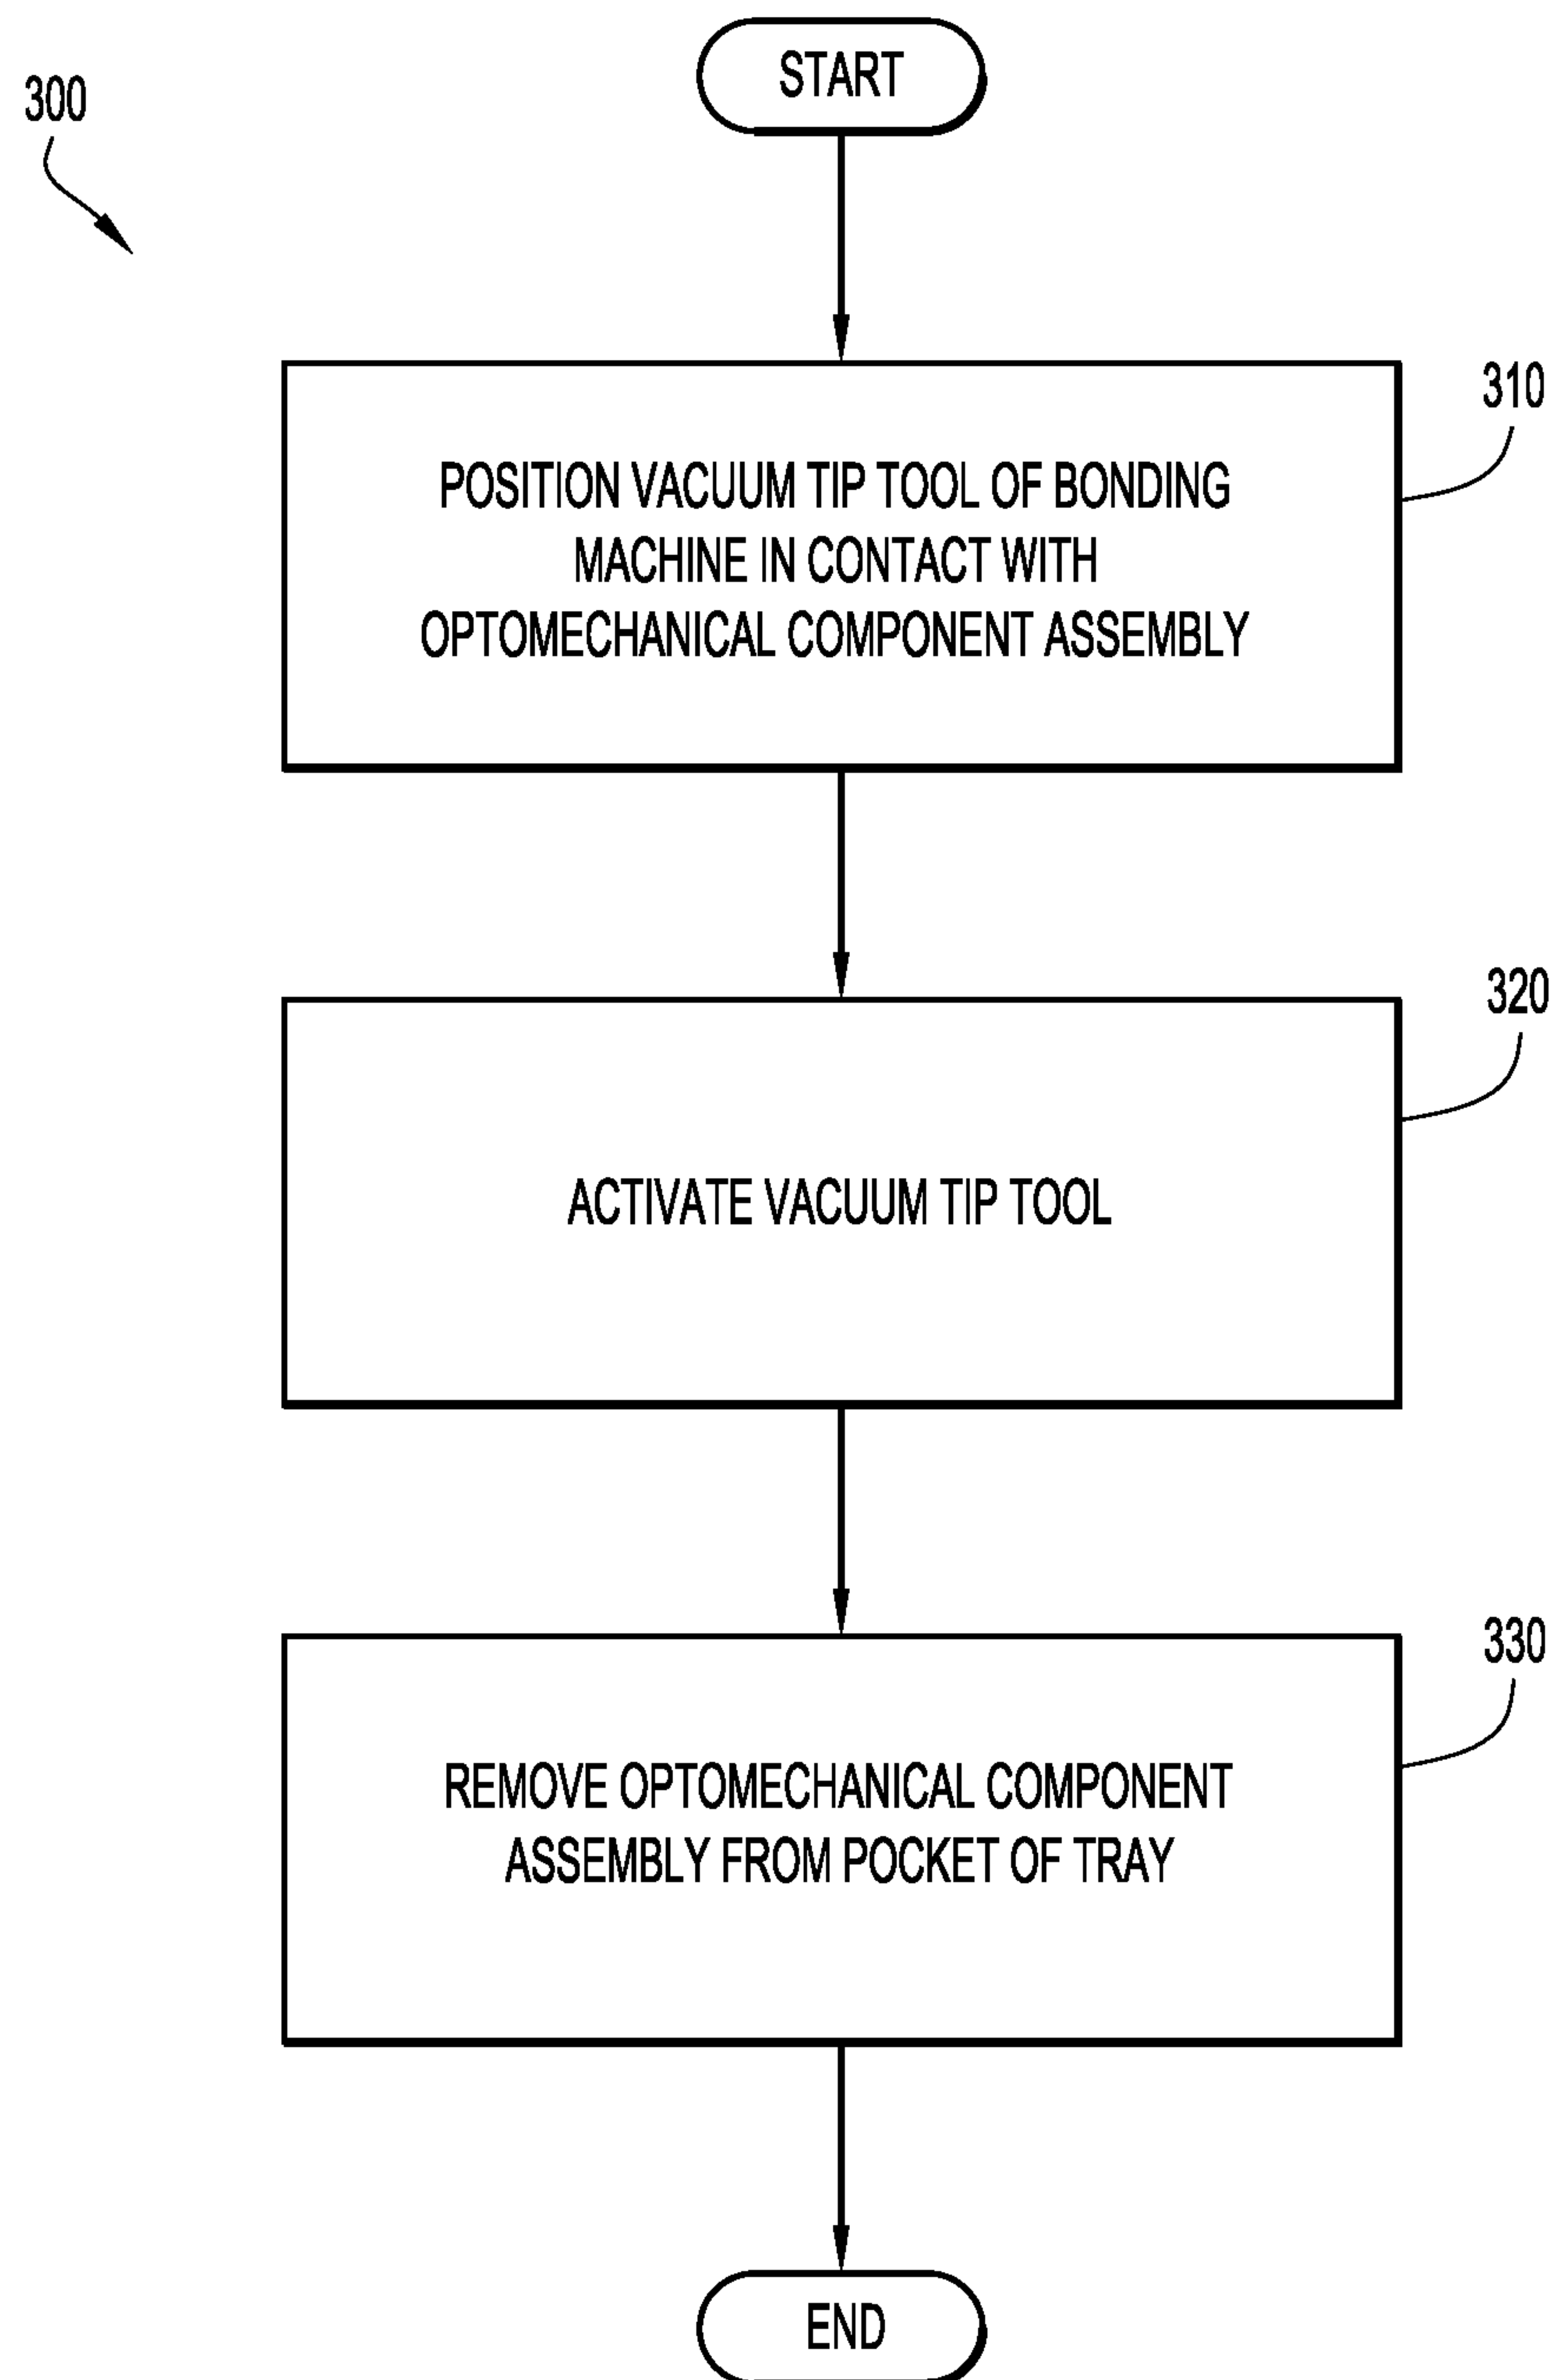 START
300
310
POSITION VACUUM TIP TOOL OF BONDING
MACHINE IN CONTACT WITH
OPTOMECHANICAL COMPONENT ASSEMBLY
320
ACTIVATE VACUUM TIP TOOL
330
REMOVE OPTOMECHANICAL COMPONENT
ASSEMBLY FROM POCKET OF TRAY
END